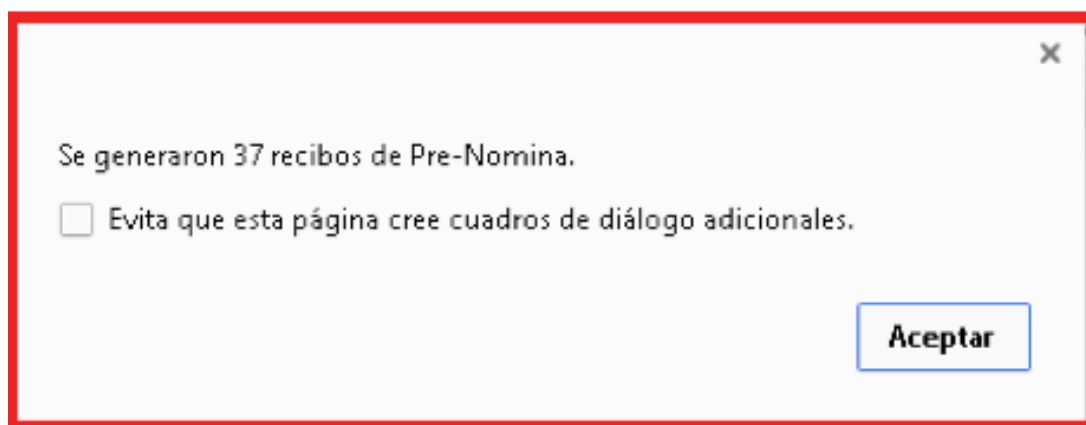 Se generaron 37 recibos de Pre-Nomina.
Evita que esta página cree cuadros de diálogo adicionales.
Aceptar